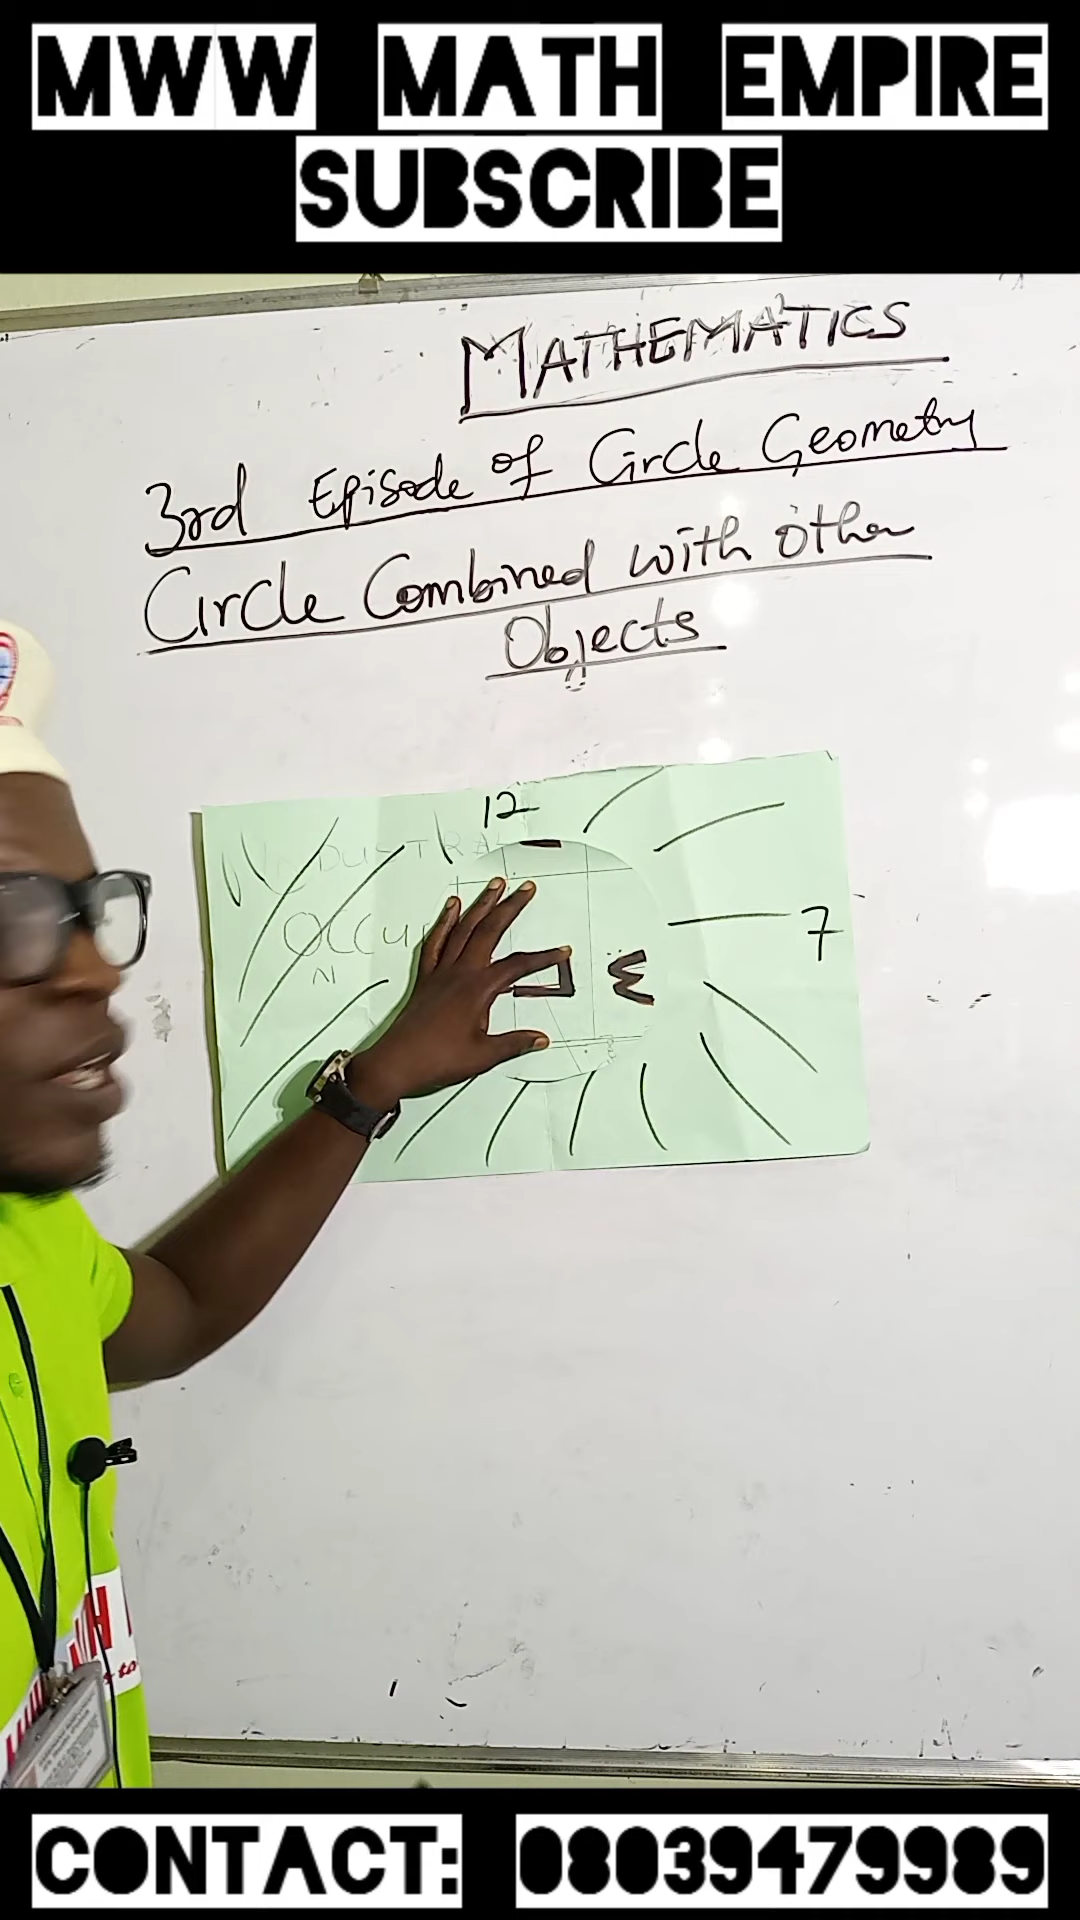 MWW MATH EMPIRE
SUBSCRIBE
MATHEMATICS
3rd Episode of Circle Geometry
Circle Combined with other
Objects
12
7
CONTACT: 08039479989